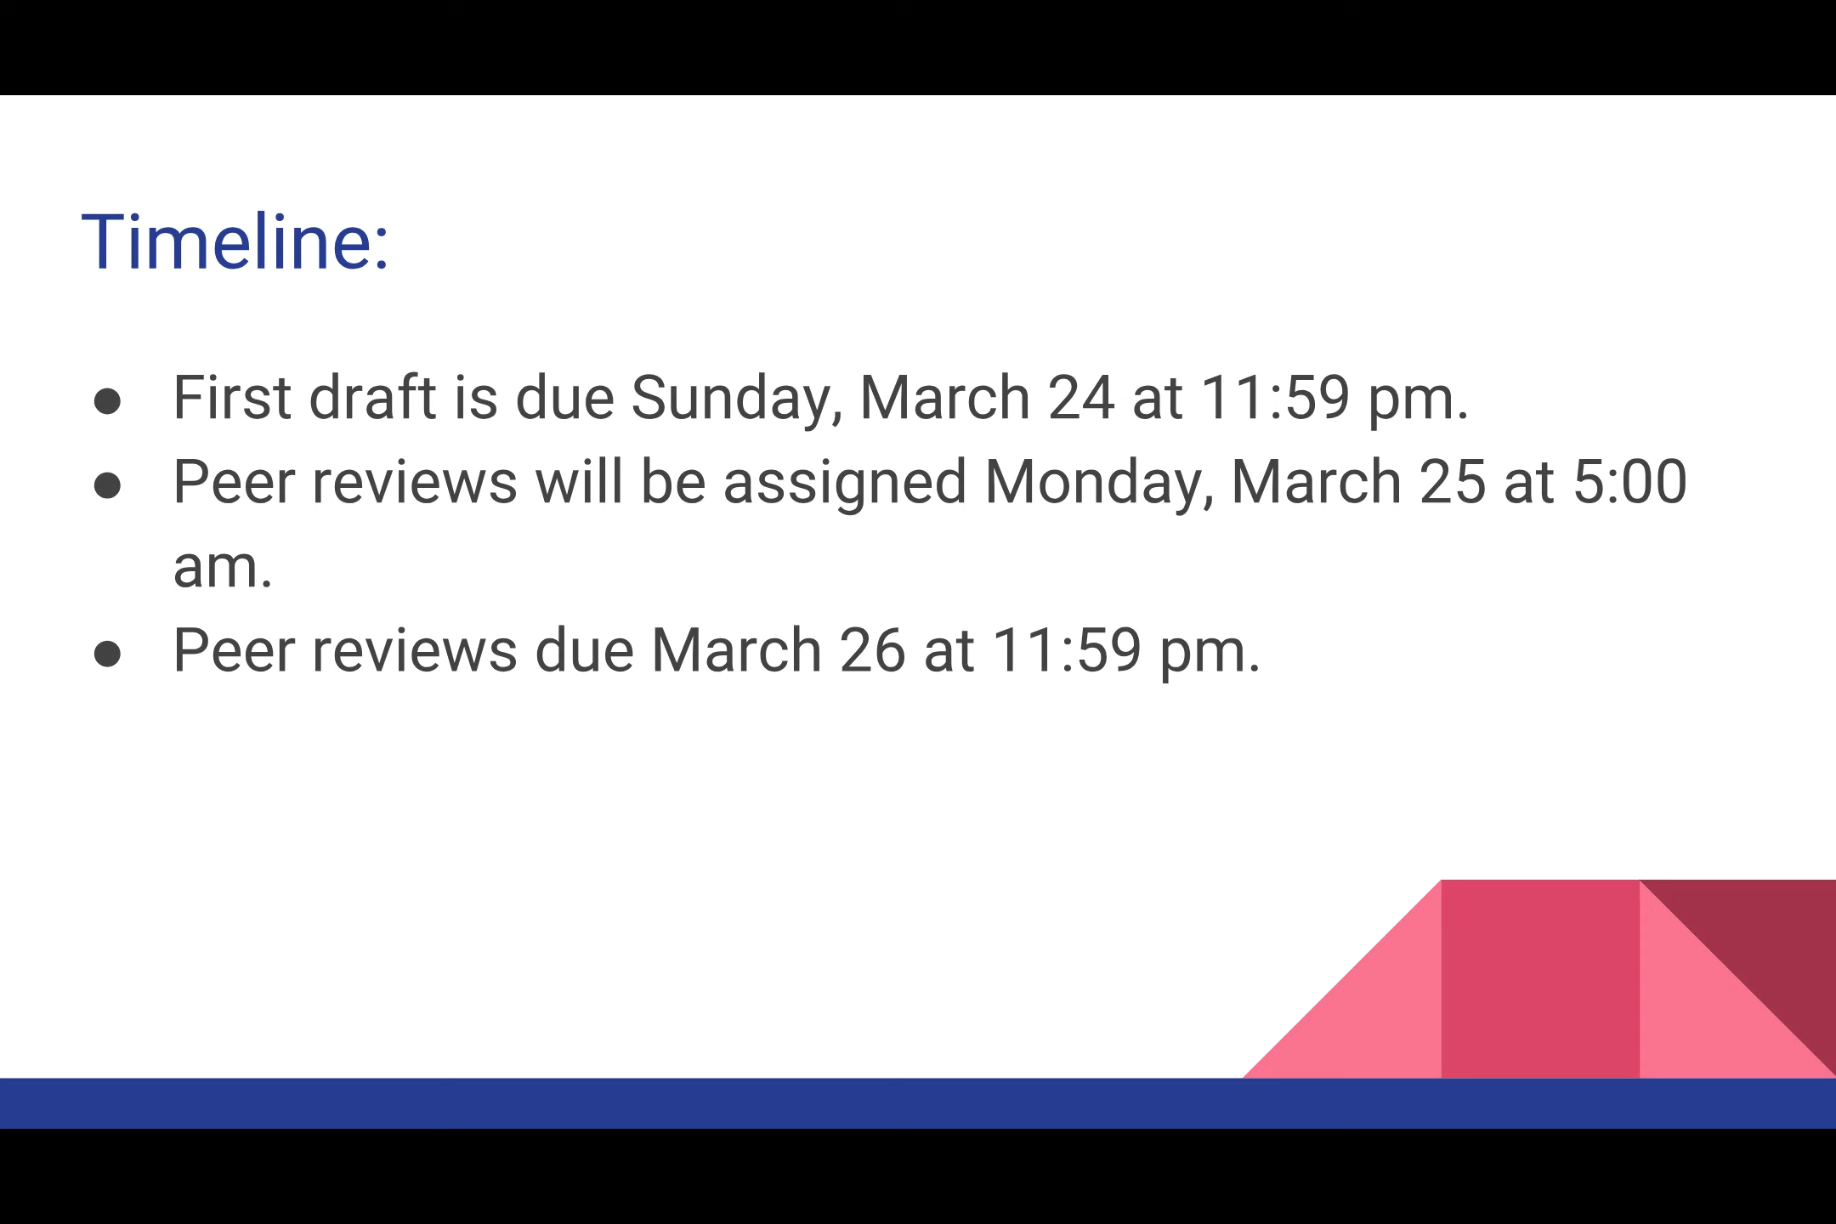 Timeline:
● First draft is due Sunday, March 24 at 11:59 pm.
● Peer reviews will be assigned Monday, March 25 at 5:00
am.
● Peer reviews due March 26 at 11:59 pm.